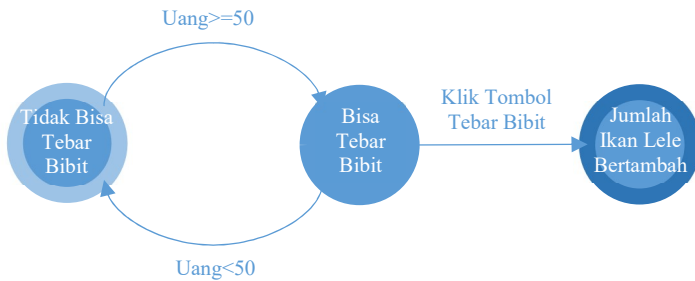 Uang>=50
Tidak Bisa
Tebar
Bibit
Bisa
Tebar
Bibit
Klik Tombol
Tebar Bibit
Jumlah
Ikan Lele
Bertambah
Uang<50